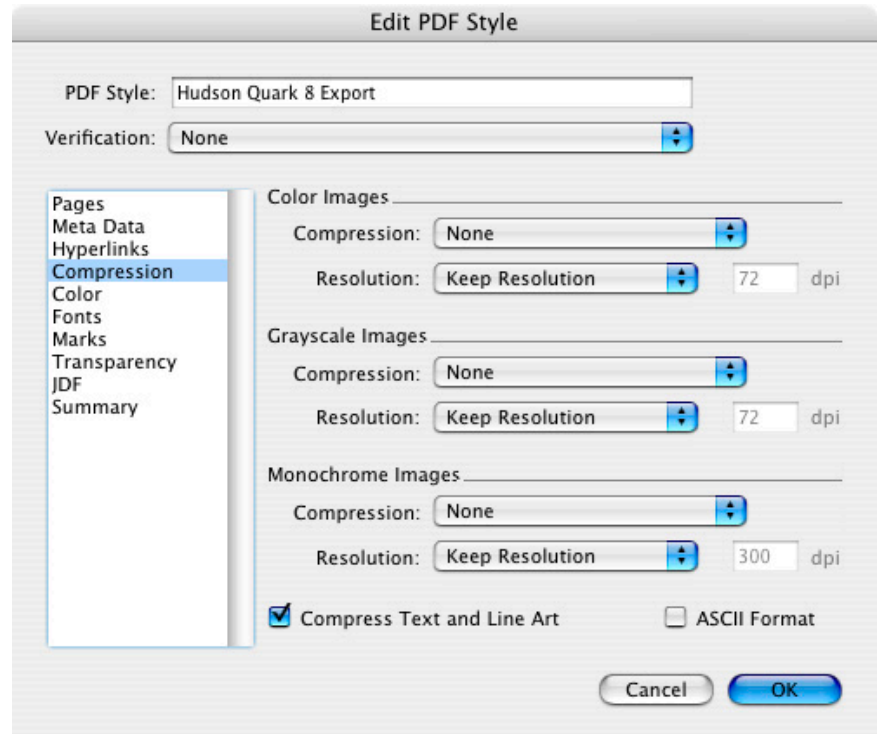 Edit PDF Style
PDF Style: Hudson Quark 8 Export
Verification: None
Pages
Meta Data
Hyperlinks
Compression
Color
Fonts
Marks
Transparency
JDF
Summary
Color Images
Compression: None
Resolution: Keep Resolution 72 dpi
Grayscale Images
Compression: None
Resolution: Keep Resolution 72 dpi
Monochrome Images
Compression: None
Resolution: Keep Resolution 300 dpi
Compress Text and Line Art ASCII Format
Cancel OK